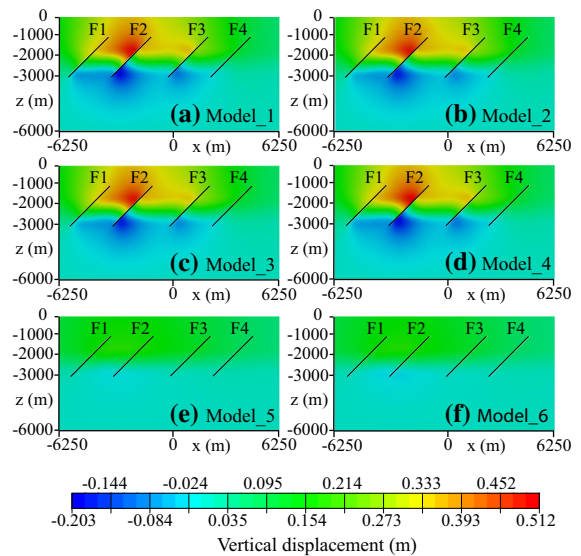 0 F1 F2 F3 F4
-1000
-2000
-3000
z (m)
-6000
-6250 0 6250
x (m)
(a) Model_1
0 F1 F2 F3 F4
-1000
-2000
-3000
z (m)
-6000
-6250 0 6250
x (m)
(b) Model_2
0 F1 F2 F3 F4
-1000
-2000
-3000
z (m)
-6000
-6250 0 6250
x (m)
(c) Model_3
0 F1 F2 F3 F4
-1000
-2000
-3000
z (m)
-6000
-6250 0 6250
x (m)
(d) Model_4
0 F1 F2 F3 F4
-1000
-2000
-3000
z (m)
-6000
-6250 0 6250
x (m)
(e) Model_5
0 F1 F2 F3 F4
-1000
-2000
-3000
z (m)
-6000
-6250 0 6250
x (m)
(f) Model_6
-0.144 -0.024 0.095 0.214 0.333 0.452
-0.203 -0.084 0.035 0.154 0.273 0.393 0.512
Vertical displacement (m)